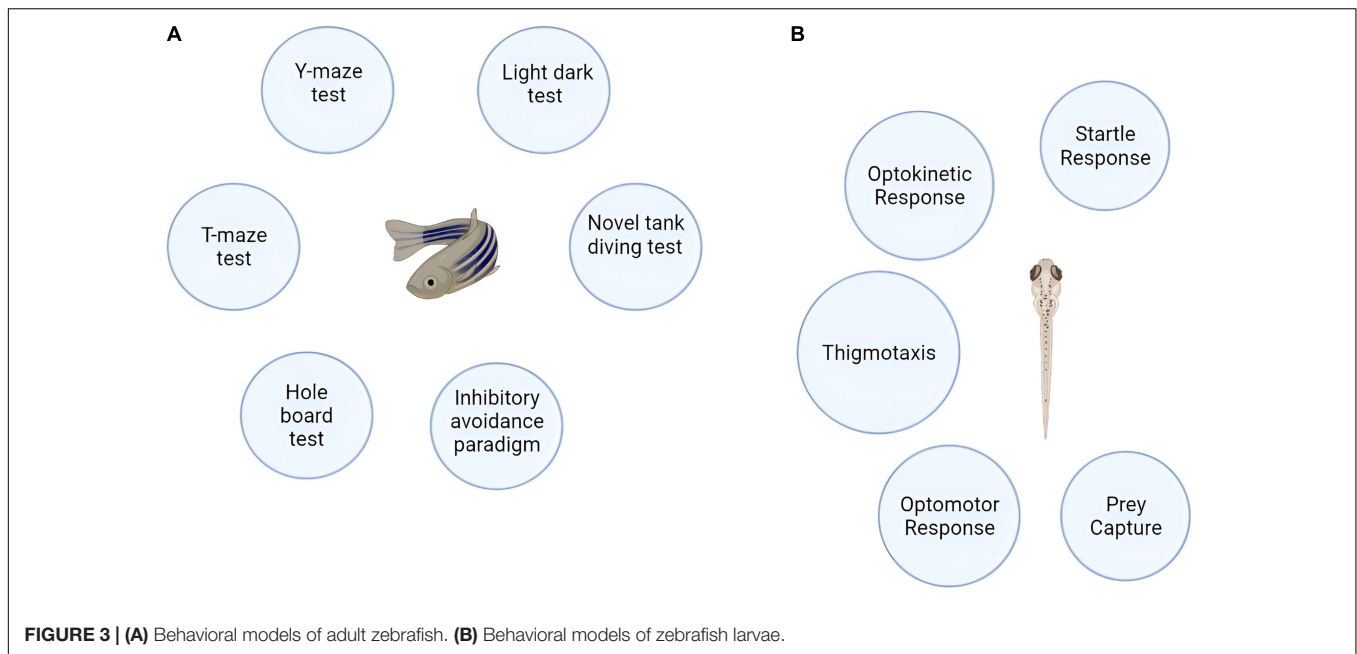 A
Y-maze
test
Light dark
test
T-maze
test
Novel tank
diving test
Hole
board
test
Inhibitory
avoidance
paradigm
B
Startle
Response
Optokinetic
Response
Thigmotaxis
Optomotor
Response
Prey
Capture
FIGURE 3 | (A) Behavioral models of adult zebrafish. (B) Behavioral models of zebrafish larvae.